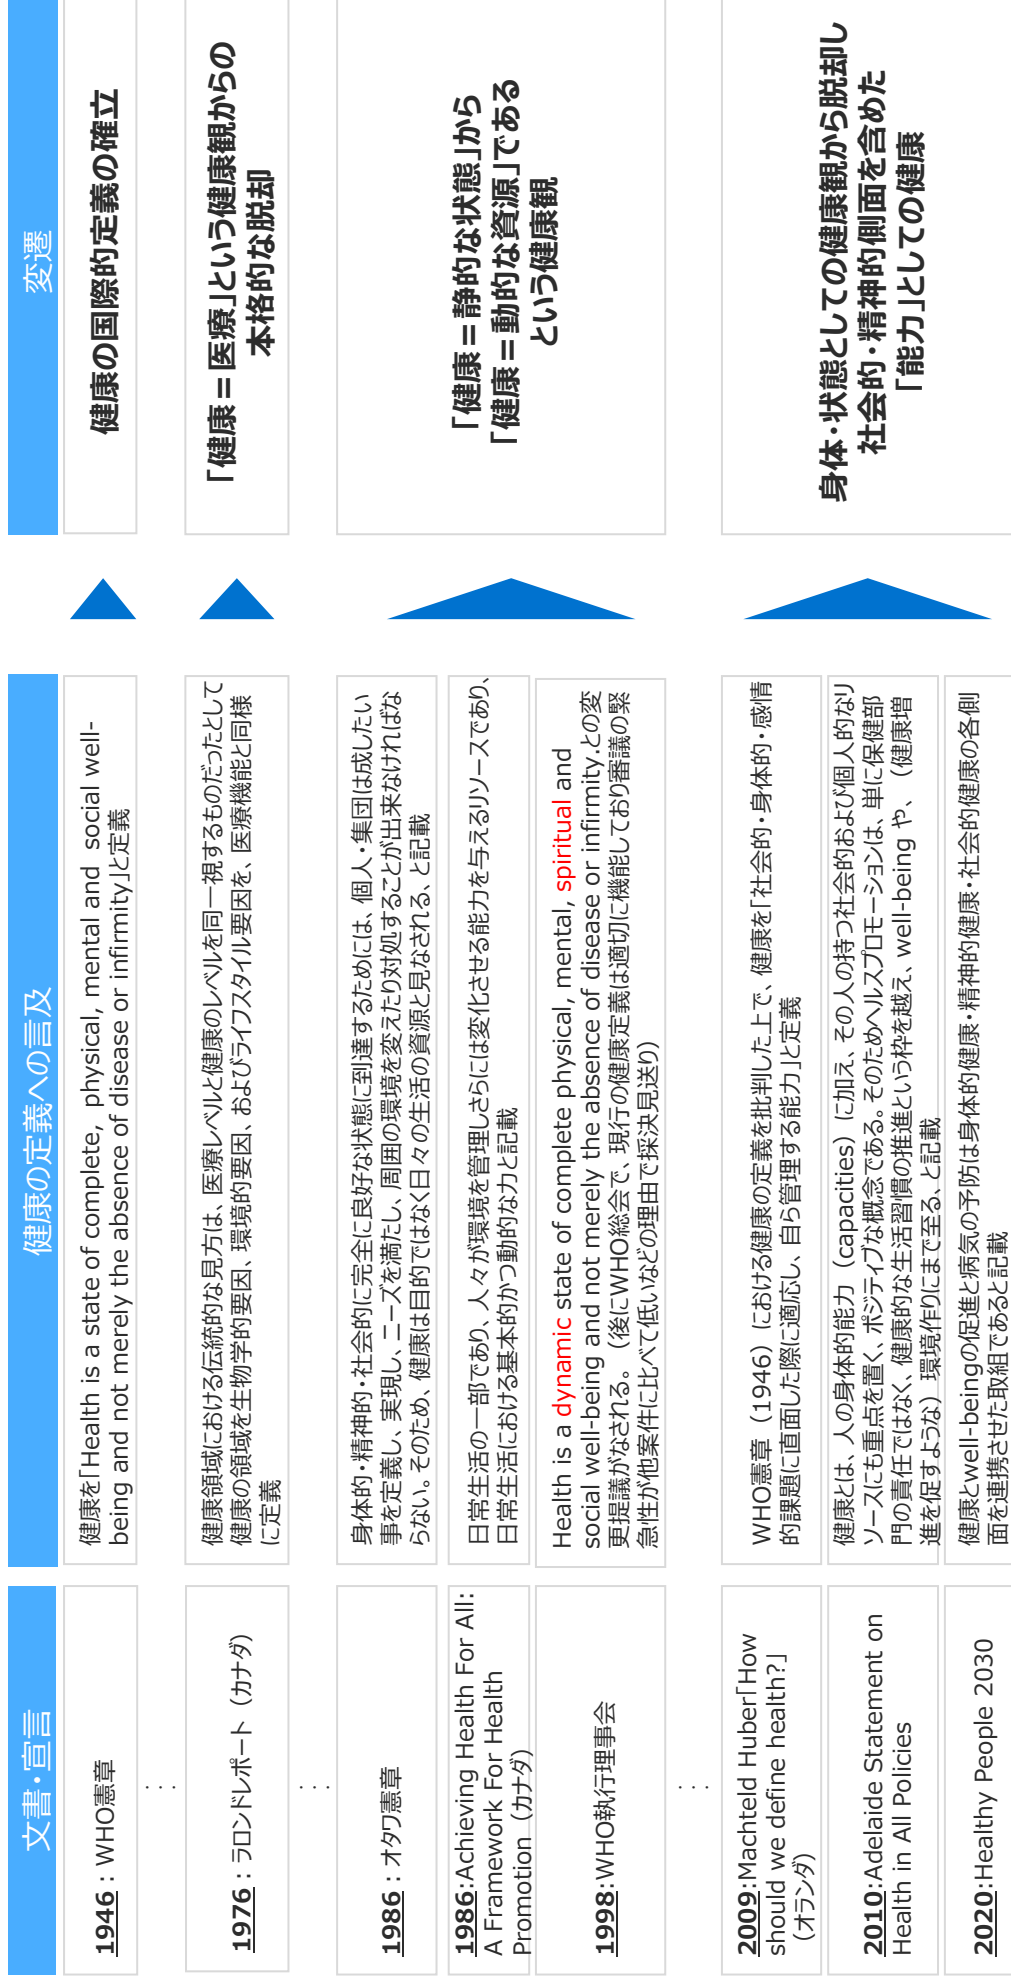 文書・宣言
健康の定義への言及
変遷
1946：WHO憲章
健康を「Health is a state of complete, physical, mental and social well-
being and not merely the absence of disease or infirmity」と定義
健康の国際的定義の確立
…
1976：ラロンドレポート（カナダ）
健康領域における伝統的な見方は、医療レベルと健康のレベルを同一視するものだったとして
健康の領域を生物学的要因、環境的要因、およびライフスタイル要因を、医療機能と同様
に定義
「健康＝医療」という健康観からの
本格的な脱却
…
1986：オタワ憲章
身体的・精神的・社会的に完全に良好な状態に到達するためには、個人・集団は成したい
事を定義し、実現し、ニーズを満たし、周囲の環境を変えたり対処することが出来なければな
らない。そのため、健康は目的ではなく日々の生活の資源と見なされる、と記載
1986:Achieving Health For All:
A Framework For Health
Promotion（カナダ）
日常生活の一部であり、人々が環境を管理しさらには変化させる能力を与えるリソースであり、
日常生活における基本的かつ動的な力と記載
1998:WHO執行理事会
Health is a dynamic state of complete physical, mental, spiritual and
social well-being and not merely the absence of disease or infirmity.との変
更提議がなされる。（後にWHO総会で、現行の健康定義は適切に機能しており審議の緊
急性が他案件に比べて低いなどの理由で採決見送り）
「健康＝静的な状態」から
「健康＝動的な資源」である
という健康観
…
2009:Machteld Huber「How
should we define health?」
（オランダ）
WHO憲章（1946）における健康の定義を批判した上で、健康を「社会的・身体的・感情
的課題に直面した際に適応し、自ら管理する能力」と定義
2010:Adelaide Statement on
Health in All Policies
健康とは、人の身体的能力（capacities）に加え、その人の持つ社会的および個人的なリ
ソースにも重点を置く、ポジティブな概念である。そのためヘルスプロモーションは、単に保健部
門の責任ではなく、健康的な生活習慣の推進という枠を越え、well-being や、（健康増
進を促すような）環境作りにまで至る、と記載
2020:Healthy People 2030
健康とwell-beingの促進と病気の予防は身体的健康・精神的健康・社会的健康の各側
面を連携させた取組であると記載
身体・状態としての健康観から脱却し
社会的・精神的側面を含めた
「能力」としての健康